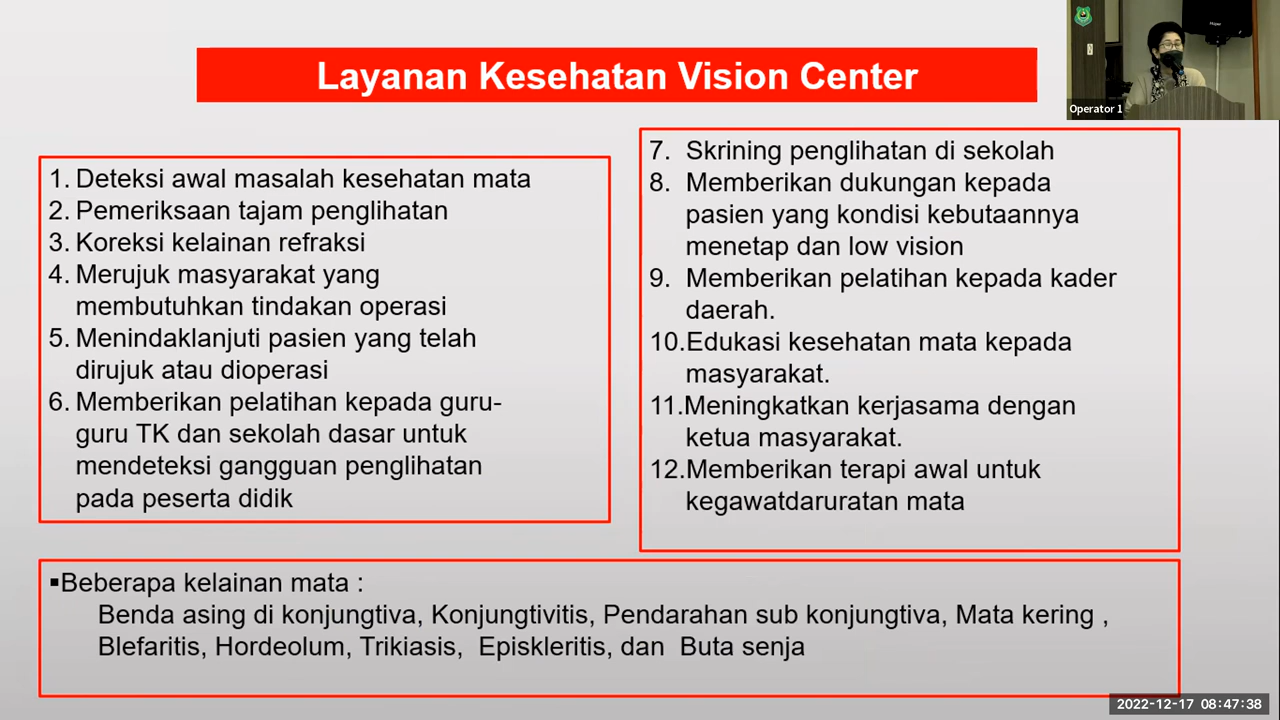 Layanan Kesehatan Vision Center
Operator 1
1. Deteksi awal masalah kesehatan mata
2. Pemeriksaan tajam penglihatan
3. Koreksi kelainan refraksi
4. Merujuk masyarakat yang
membutuhkan tindakan operasi
5. Menindaklanjuti pasien yang telah
dirujuk atau dioperasi
6. Memberikan pelatihan kepada guru-
guru TK dan sekolah dasar untuk
mendeteksi gangguan penglihatan
pada peserta didik
7. Skrining penglihatan di sekolah
8. Memberikan dukungan kepada
pasien yang kondisi kebutaannya
menetap dan low vision
9. Memberikan pelatihan kepada kader
daerah.
10.Edukasi kesehatan mata kepada
masyarakat.
11.Meningkatkan kerjasama dengan
ketua masyarakat.
12.Memberikan terapi awal untuk
kegawatdaruratan mata
▪Beberapa kelainan mata :
Benda asing di konjungtiva, Konjungtivitis, Pendarahan sub konjungtiva, Mata kering ,
Blefaritis, Hordeolum, Trikiasis, Episkleritis, dan Buta senja
2022-12-17 08:47:38